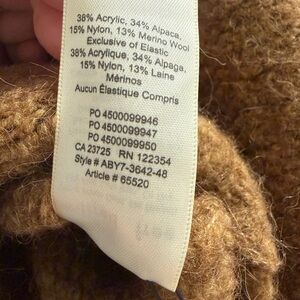 38% Acrylic, 34% Alpaca,
15% Nylon, 13% Merino Wool
Exclusive of Elastic
38% Acrylique, 34% Alpaga,
15% Nylon, 13% Laine
Mérinos
Aucun Élastique Compris
PO 4500099946
PO 4500099947
PO 4500099950
CA 23725 RN 122354
Style # ABY7-3642-48
Article # 65520